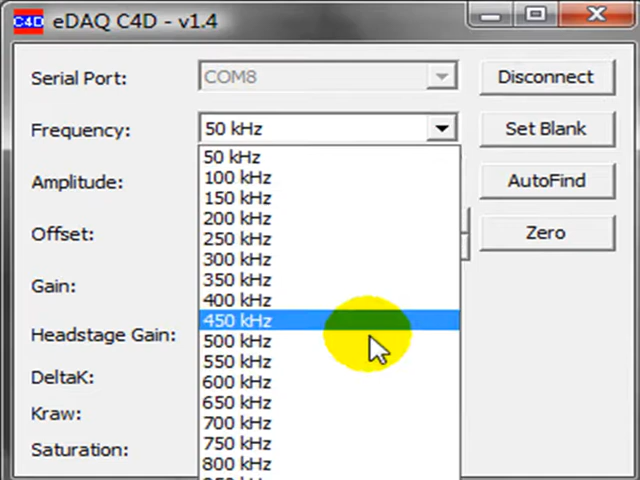 C4D eDAQ C4D - v1.4
Serial Port: COM8 Disconnect
Frequency: 50 kHz Set Blank
50 kHz
100 kHz
150 kHz
Amplitude: AutoFind
200 kHz
Offset: Zero
250 kHz
300 kHz
350 kHz
Gain:
400 kHz
450 kHz
Headstage Gain:
500 kHz
550 kHz
DeltaK:
600 kHz
650 kHz
Kraw:
700 kHz
750 kHz
Saturation:
800 kHz